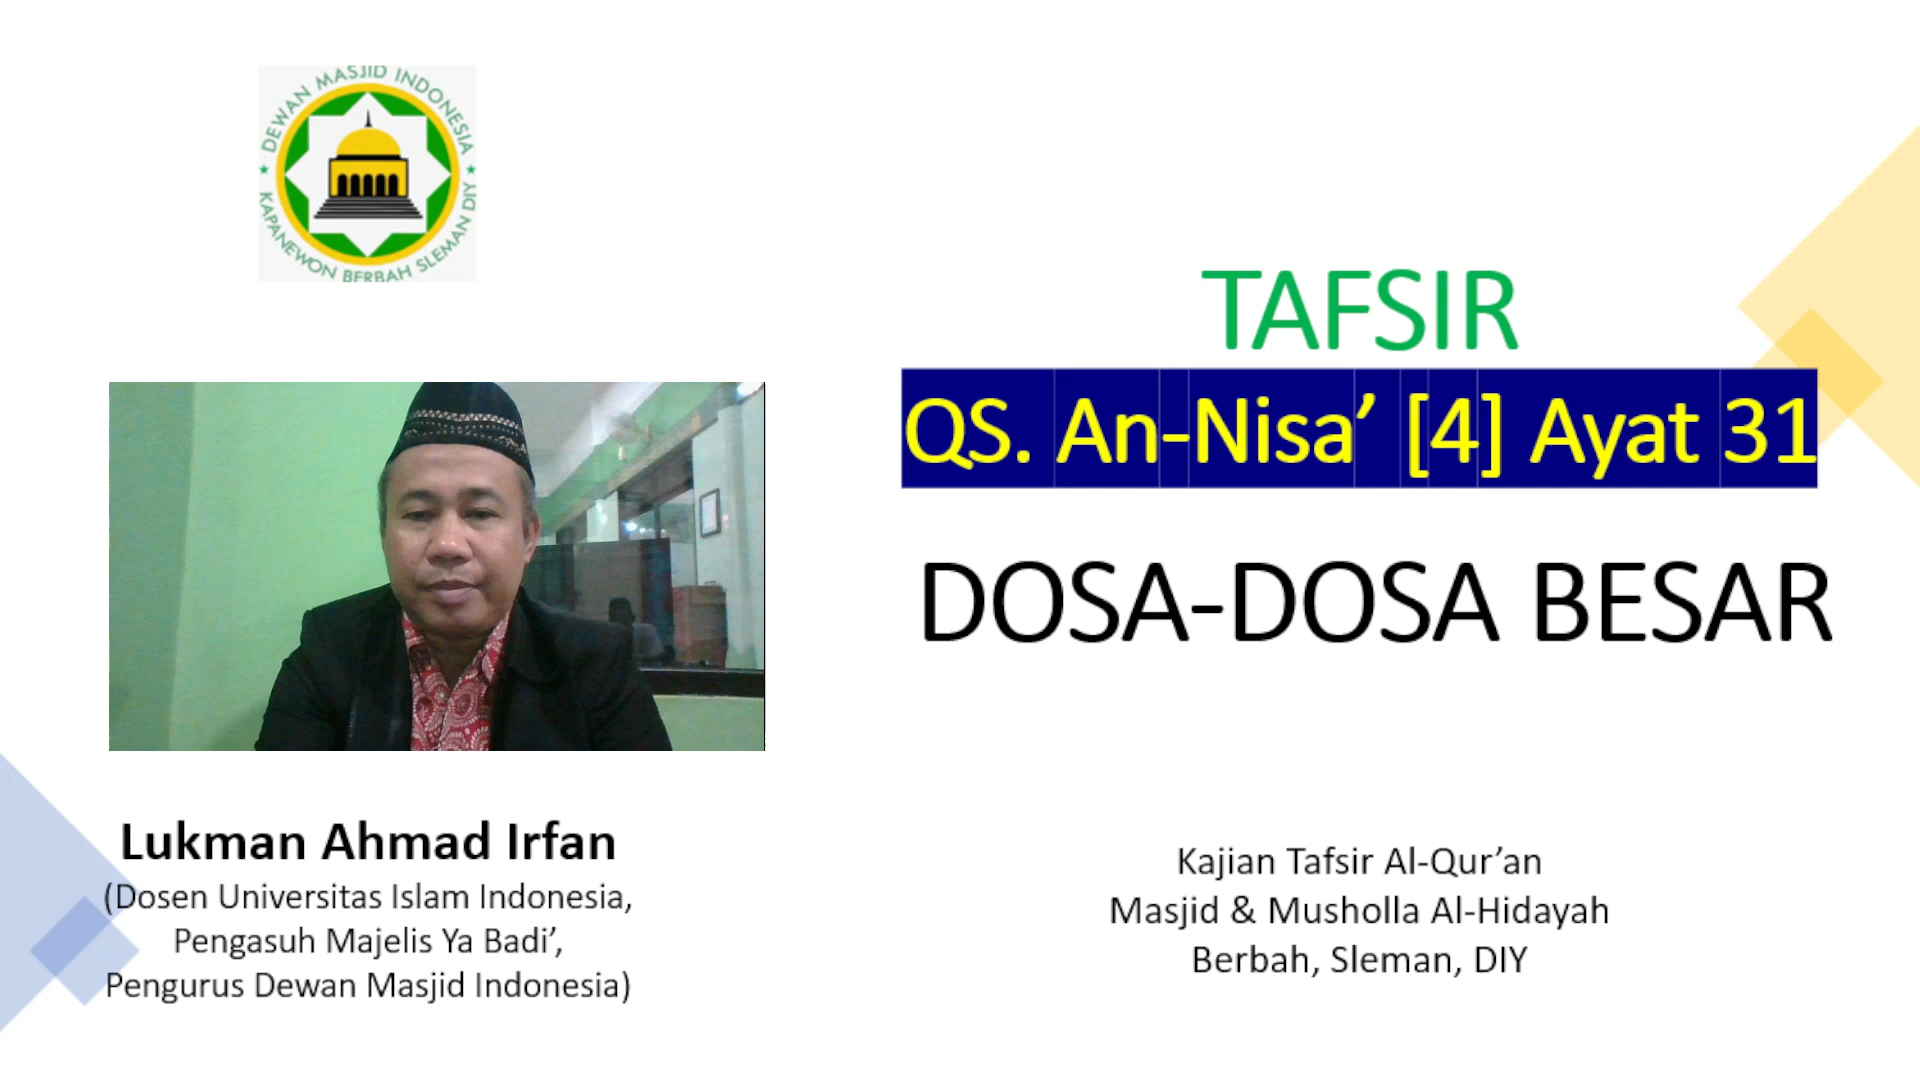 DEWAN MASJID INDONESIA
KAPANEWON BERBAH SLEMAN DIY
TAFSIR
QS. An-Nisa’ [4] Ayat 31
DOSA-DOSA BESAR
Lukman Ahmad Irfan
(Dosen Universitas Islam Indonesia,
Pengasuh Majelis Ya Badi’,
Pengurus Dewan Masjid Indonesia)
Kajian Tafsir Al-Qur’an
Masjid & Musholla Al-Hidayah
Berbah, Sleman, DIY